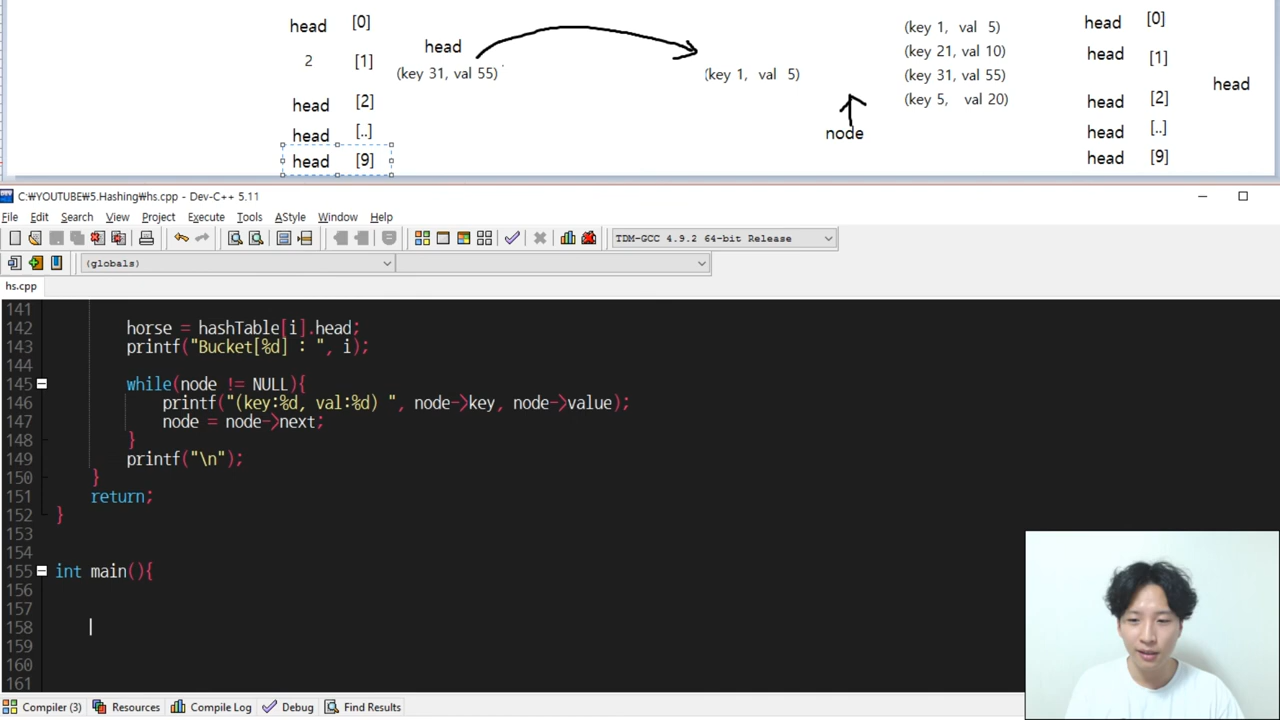 head [0]
2 [1]
head [2]
head [..]
head [9]
head
(key 31, val 55)
(key 1, val 5)
node
(key 1, val 5)
(key 21, val 10)
(key 31, val 55)
(key 5, val 20)
head [0]
head [1]
head [2]
head [..]
head [9]
head
C:₩YOUTUBE₩5.Hashing₩hs.cpp - Dev-C++ 5.11
File Edit Search View Project Execute Tools AStyle Window Help
TDM-GCC 4.9.2 64-bit Release
(globals)
hs.cpp
141
142 horse = hashTable[i].head;
143 printf("Bucket[%d] : ", i);
144
145 while(node != NULL){
146 printf("(key:%d, val:%d) ", node->key, node->value);
147 node = node->next;
148 }
149 printf("\n");
150 }
151 return;
152 }
153
154
155 int main(){
156
157
158
159
160
161
Compiler (3) Resources Compile Log Debug Find Results